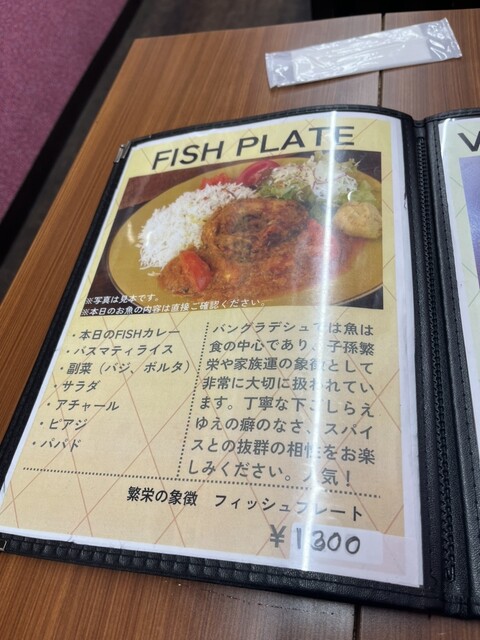 FISH PLATE
※写真は見本です。
※本日のお魚の内容は直接ご確認ください。
・本日のFISHカレー
・バスマティライス
・副菜（バジ、ボルタ）
・サラダ
・アチャール
・ピアジ
・パパド
バングラデシュでは魚は
食の中心であり、子孫繁
栄や家族運の象徴として
非常に大切に扱われてい
ます。丁寧な下ごしらえ
ゆえの癖のなさ、スパイ
スとの抜群の相性をお楽
しみください。人気！
繁栄の象徴　フィッシュプレート
¥1300
V